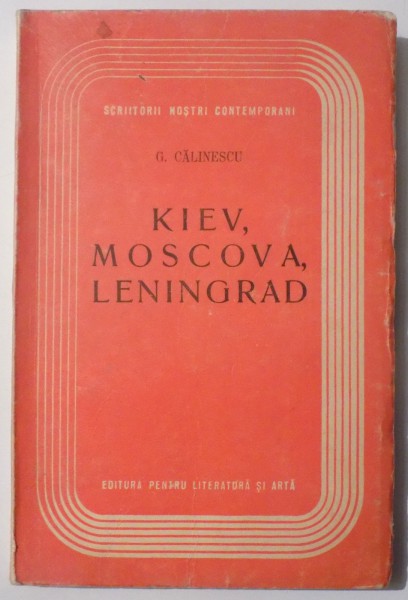 SCRIITORII NOȘTRI CONTEMPORANI
G. CĂLINESCU
KIEV,
MOSCOVA,
LENINGRAD
EDITURA PENTRU LITERATURĂ ȘI ARTĂ